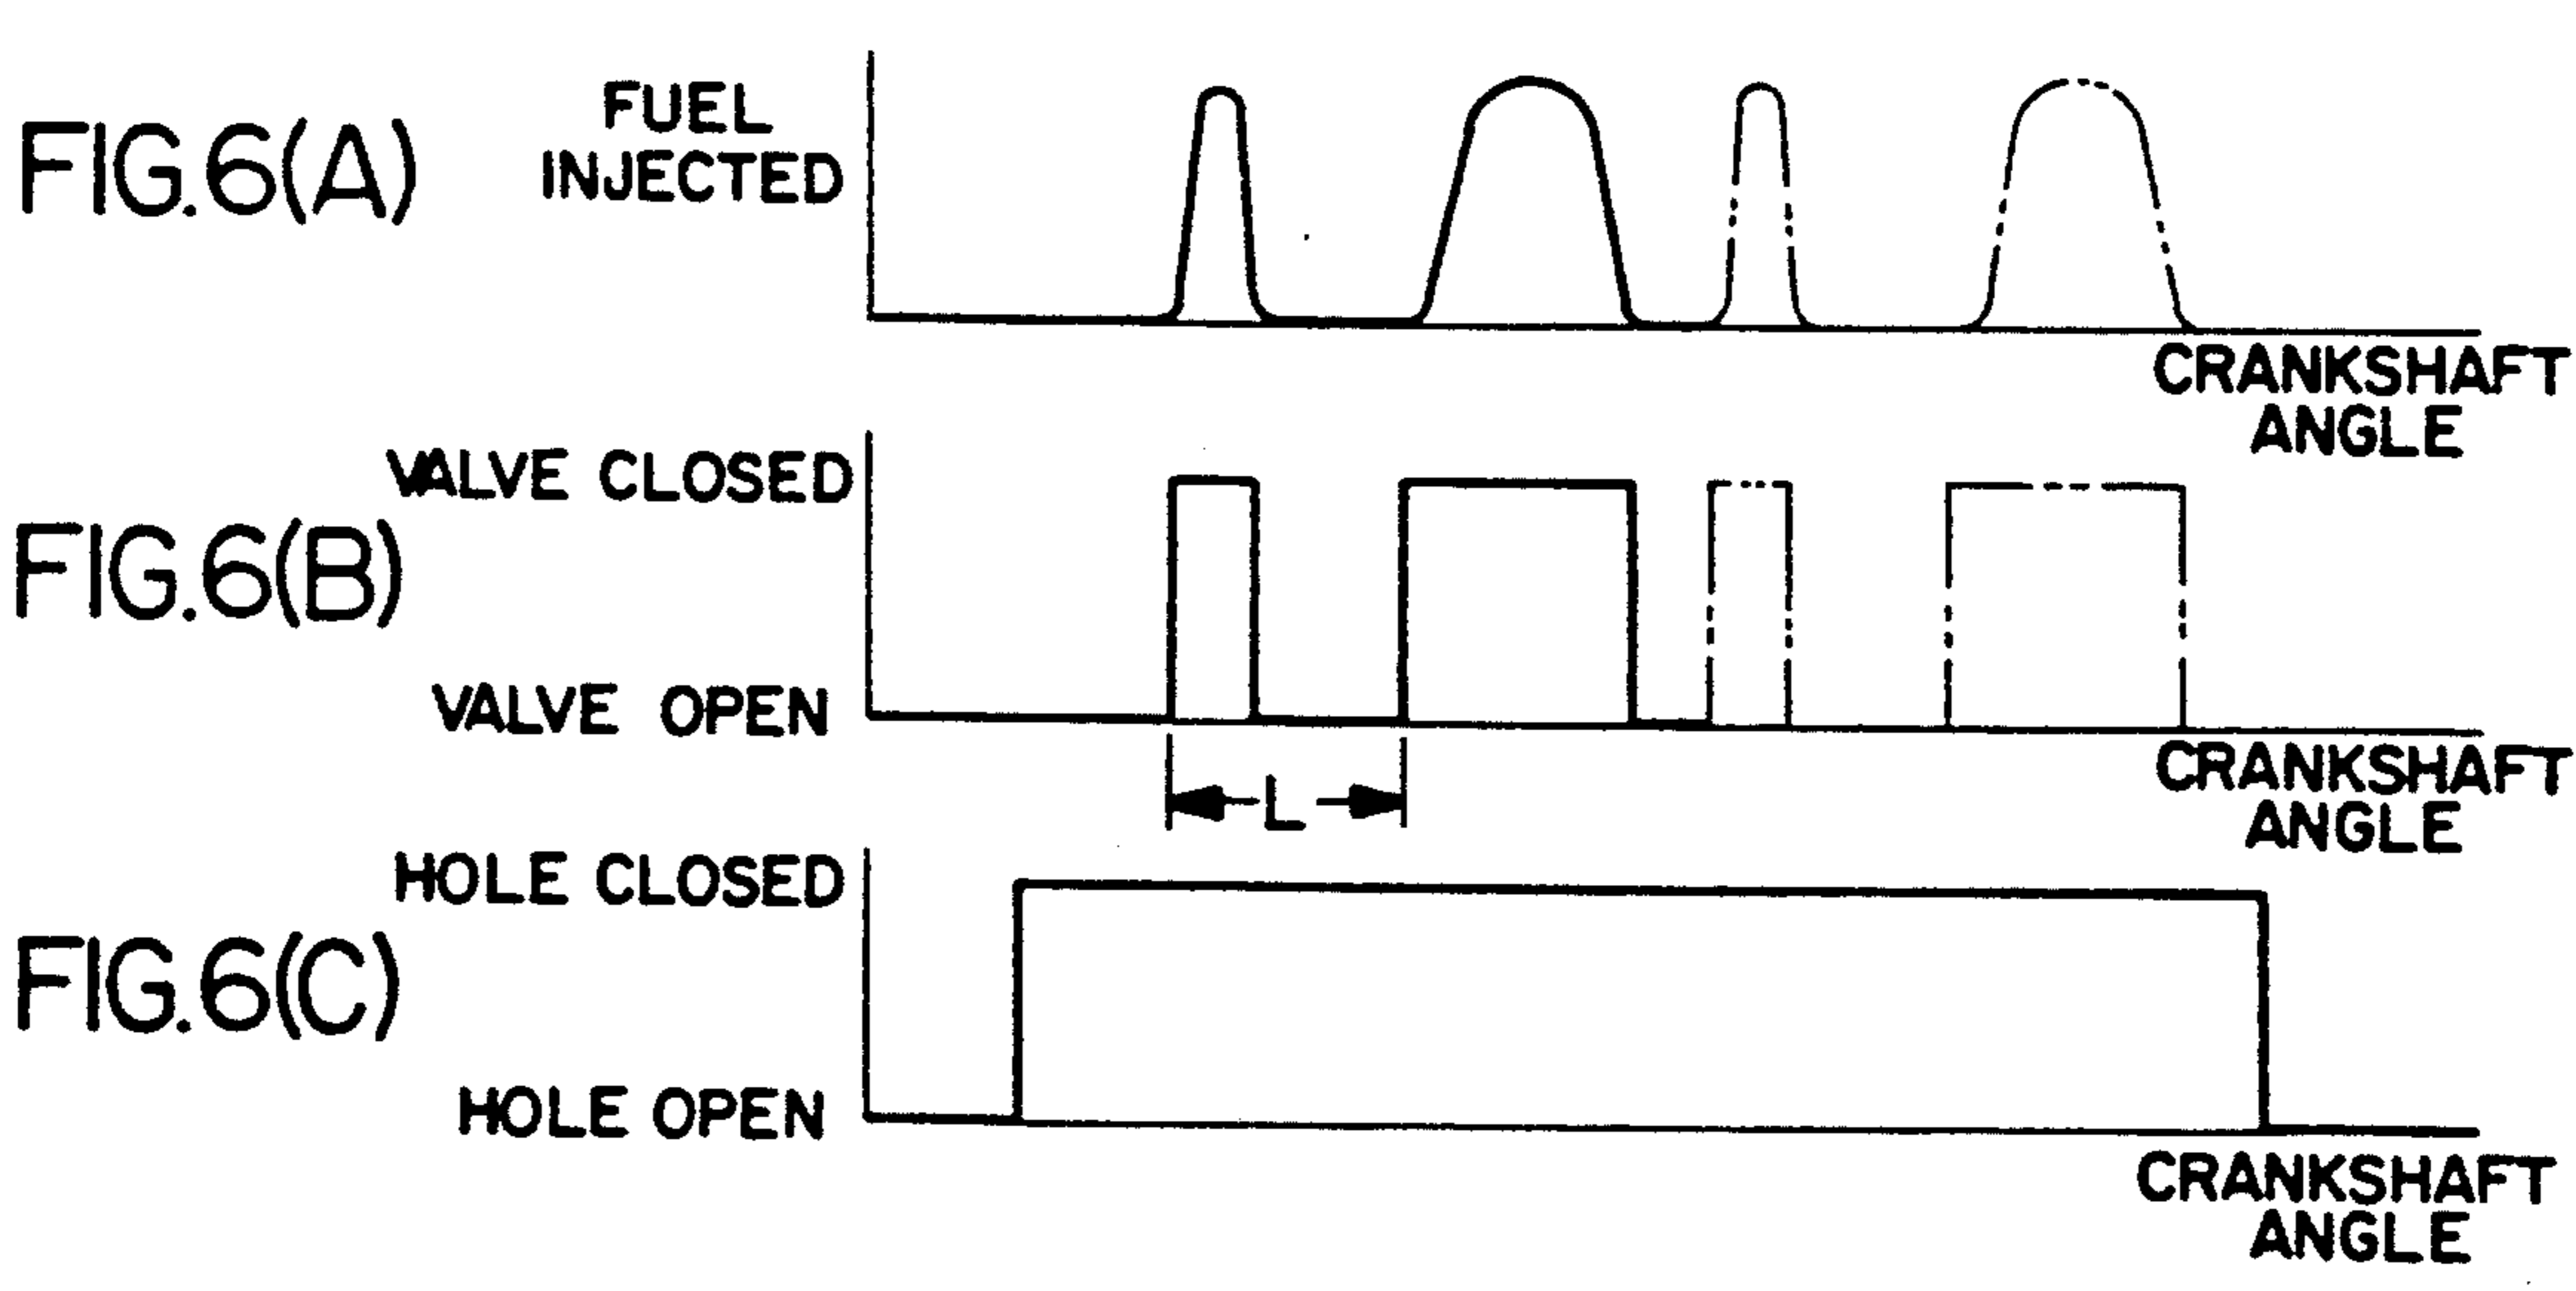 FIG.6(A)
FUEL
INJECTED
CRANKSHAFT
ANGLE
FIG.6(B)
VALVE CLOSED
VALVE OPEN
L
CRANKSHAFT
ANGLE
FIG.6(C)
HOLE CLOSED
HOLE OPEN
CRANKSHAFT
ANGLE